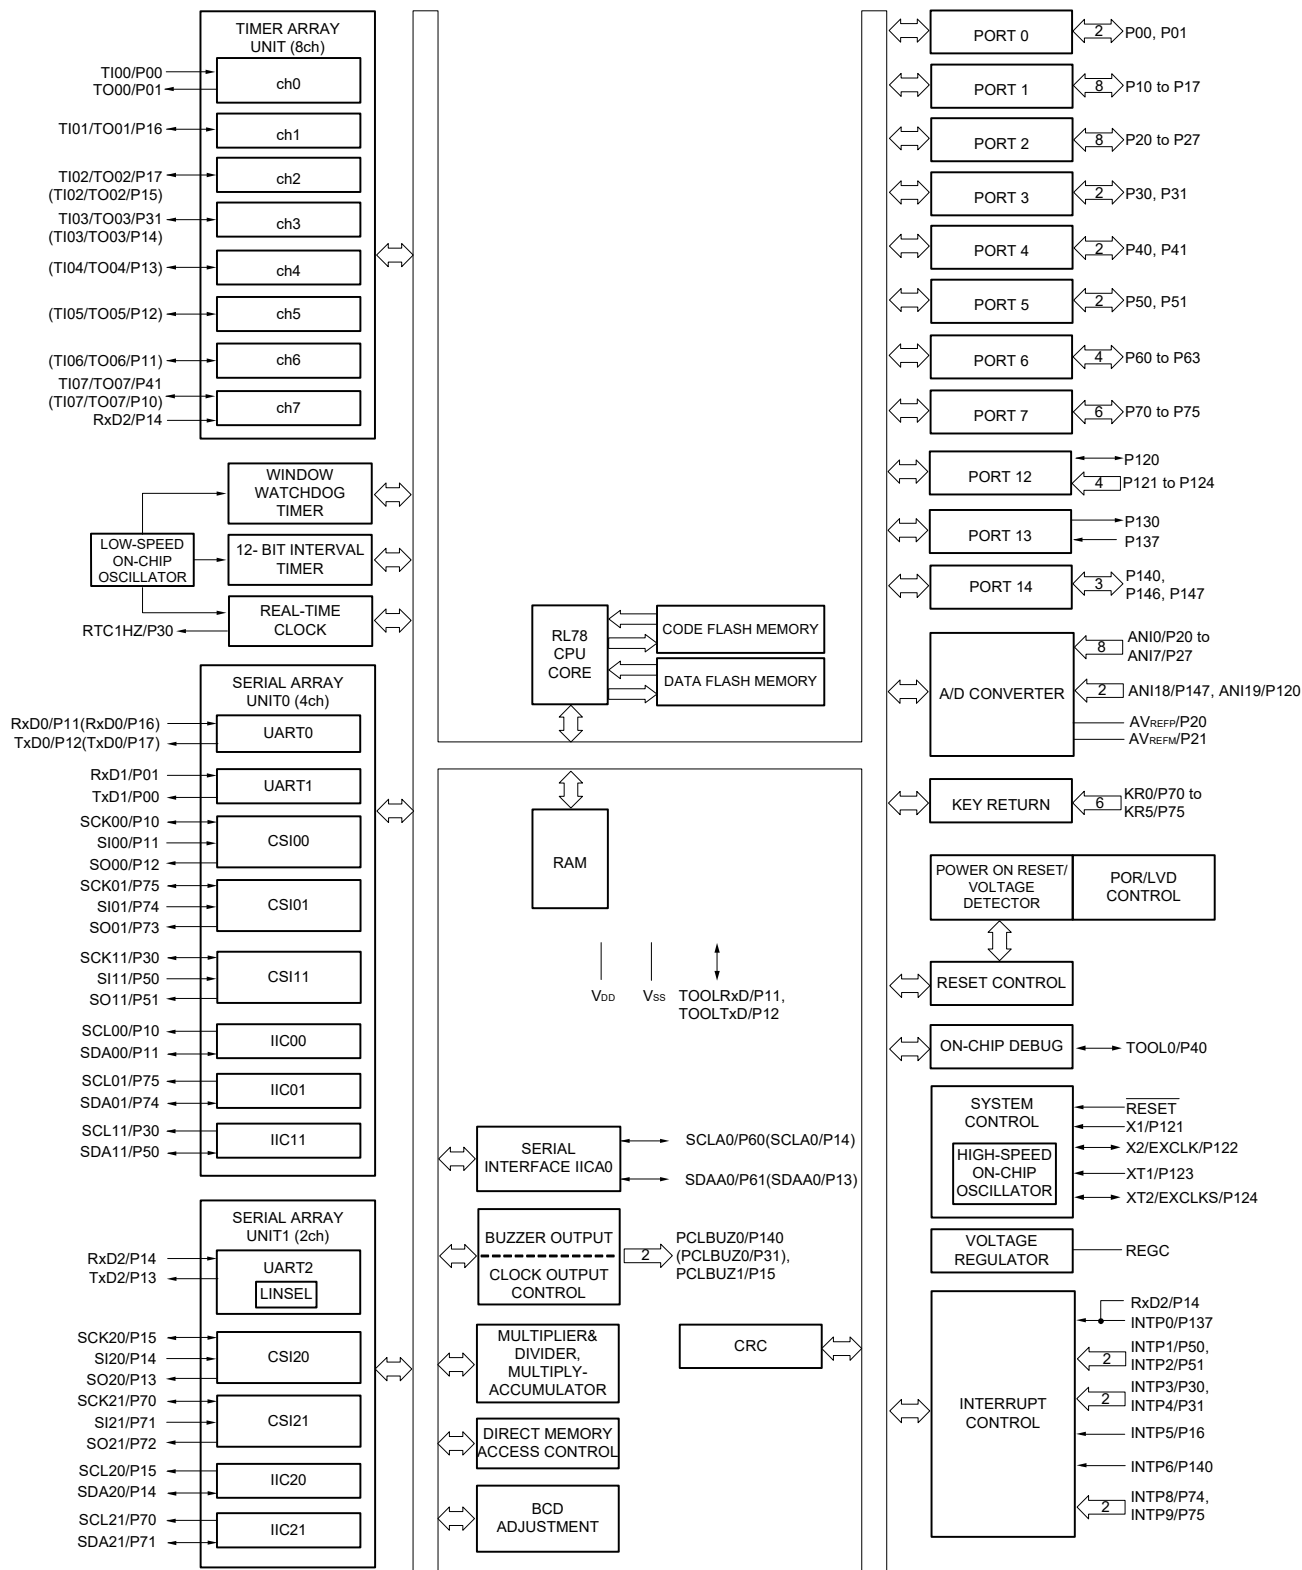 TIMER ARRAY
UNIT (8ch)
TI00/P00
TO00/P01
ch0
TI01/TO01/P16
ch1
TI02/TO02/P17
(TI02/TO02/P15)
ch2
TI03/TO03/P31
(TI03/TO03/P14)
ch3
(TI04/TO04/P13)
ch4
(TI05/TO05/P12)
ch5
(TI06/TO06/P11)
ch6
TI07/TO07/P41
(TI07/TO07/P10)
RxD2/P14
ch7
WINDOW
WATCHDOG
TIMER
LOW-SPEED
ON-CHIP
OSCILLATOR
12- BIT INTERVAL
TIMER
REAL-TIME
CLOCK
RTC1HZ/P30
SERIAL ARRAY
UNIT0 (4ch)
RxD0/P11(RxD0/P16)
TxD0/P12(TxD0/P17)
UART0
RxD1/P01
TxD1/P00
UART1
SCK00/P10
SI00/P11
SO00/P12
CSI00
SCK01/P75
SI01/P74
SO01/P73
CSI01
SCK11/P30
SI11/P50
SO11/P51
CSI11
SCL00/P10
SDA00/P11
IIC00
SCL01/P75
SDA01/P74
IIC01
SCL11/P30
SDA11/P50
IIC11
SERIAL ARRAY
UNIT1 (2ch)
RxD2/P14
TxD2/P13
UART2
LINSEL
SCK20/P15
SI20/P14
SO20/P13
CSI20
SCK21/P70
SI21/P71
SO21/P72
CSI21
SCL20/P15
SDA20/P14
IIC20
SCL21/P70
SDA21/P71
IIC21
RL78
CPU
CORE
CODE FLASH MEMORY
DATA FLASH MEMORY
RAM
VDD
VSS
TOOLRxD/P11,
TOOLTxD/P12
SERIAL
INTERFACE IICA0
SCLA0/P60(SCLA0/P14)
SDAA0/P61(SDAA0/P13)
BUZZER OUTPUT
CLOCK OUTPUT
CONTROL
2
PCLBUZ0/P140
(PCLBUZ0/P31),
PCLBUZ1/P15
MULTIPLIER&
DIVIDER,
MULTIPLY-
ACCUMULATOR
CRC
DIRECT MEMORY
ACCESS CONTROL
BCD
ADJUSTMENT
PORT 0
2
P00, P01
PORT 1
8
P10 to P17
PORT 2
8
P20 to P27
PORT 3
2
P30, P31
PORT 4
2
P40, P41
PORT 5
2
P50, P51
PORT 6
4
P60 to P63
PORT 7
6
P70 to P75
PORT 12
P120
4
P121 to P124
PORT 13
P130
P137
PORT 14
3
P140,
P146, P147
A/D CONVERTER
8
ANI0/P20 to
ANI7/P27
2
ANI18/P147, ANI19/P120
AVREFP/P20
AVREFM/P21
KEY RETURN
6
KR0/P70 to
KR5/P75
POWER ON RESET/
VOLTAGE
DETECTOR
POR/LVD
CONTROL
RESET CONTROL
ON-CHIP DEBUG
TOOL0/P40
SYSTEM
CONTROL
HIGH-SPEED
ON-CHIP
OSCILLATOR
RESET
X1/P121
X2/EXCLK/P122
XT1/P123
XT2/EXCLKS/P124
VOLTAGE
REGULATOR
REGC
INTERRUPT
CONTROL
RxD2/P14
INTP0/P137
2
INTP1/P50,
INTP2/P51
2
INTP3/P30,
INTP4/P31
INTP5/P16
INTP6/P140
2
INTP8/P74,
INTP9/P75